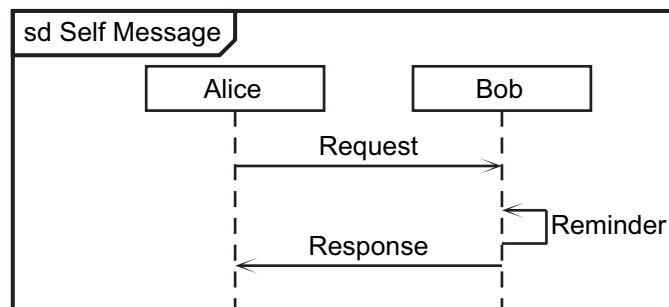 sd Self Message
Alice
Bob
Request
Reminder
Response